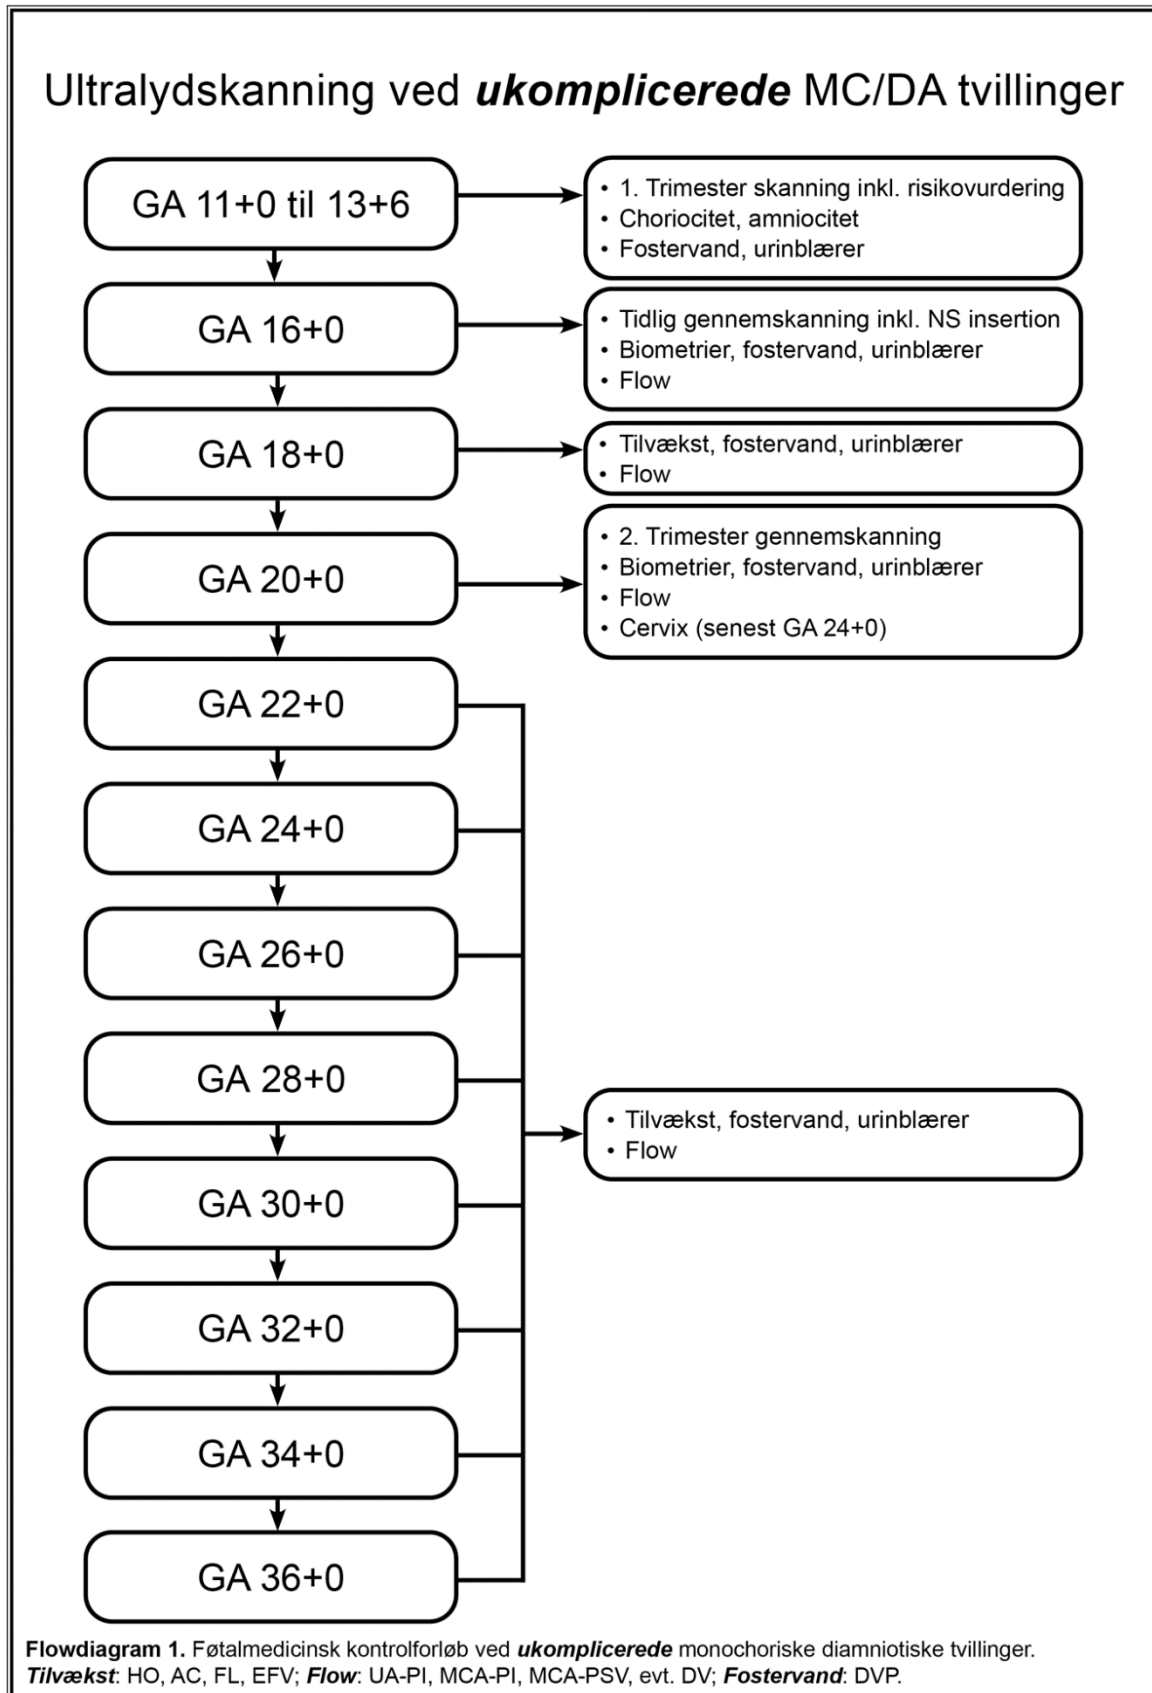 Ultralydskanning ved ukomplicerede MC/DA tvillinger
GA 11+0 til 13+6
• 1. Trimester skanning inkl. risikovurdering
• Choriocitet, amniocitet
• Fostervand, urinblærer
GA 16+0
• Tidlig gennemskanning inkl. NS insertion
• Biometrier, fostervand, urinblærer
• Flow
GA 18+0
• Tilvækst, fostervand, urinblærer
• Flow
GA 20+0
• 2. Trimester gennemskanning
• Biometrier, fostervand, urinblærer
• Flow
• Cervix (senest GA 24+0)
GA 22+0
GA 24+0
GA 26+0
GA 28+0
GA 30+0
GA 32+0
GA 34+0
GA 36+0
• Tilvækst, fostervand, urinblærer
• Flow
Flowdiagram 1. Føtalmedicinsk kontrolforløb ved ukomplicerede monochoriske diamniotiske tvillinger.
Tilvækst: HO, AC, FL, EFV; Flow: UA-PI, MCA-PI, MCA-PSV, evt. DV; Fostervand: DVP.